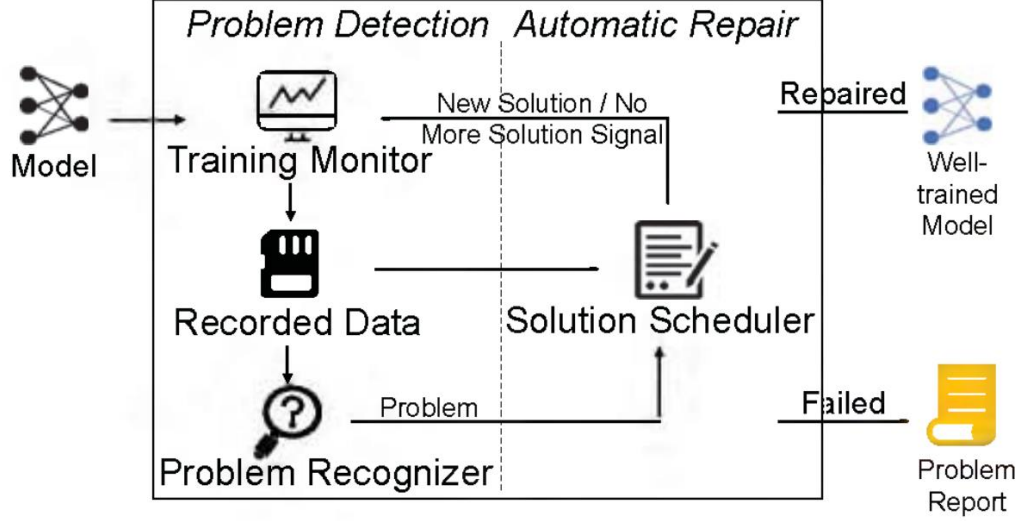 Problem Detection
Automatic Repair
Model
Training Monitor
New Solution / No
More Solution Signal
Repaired
Well-
trained
Model
Recorded Data
Solution Scheduler
Problem
Problem Recognizer
Failed
Problem
Report